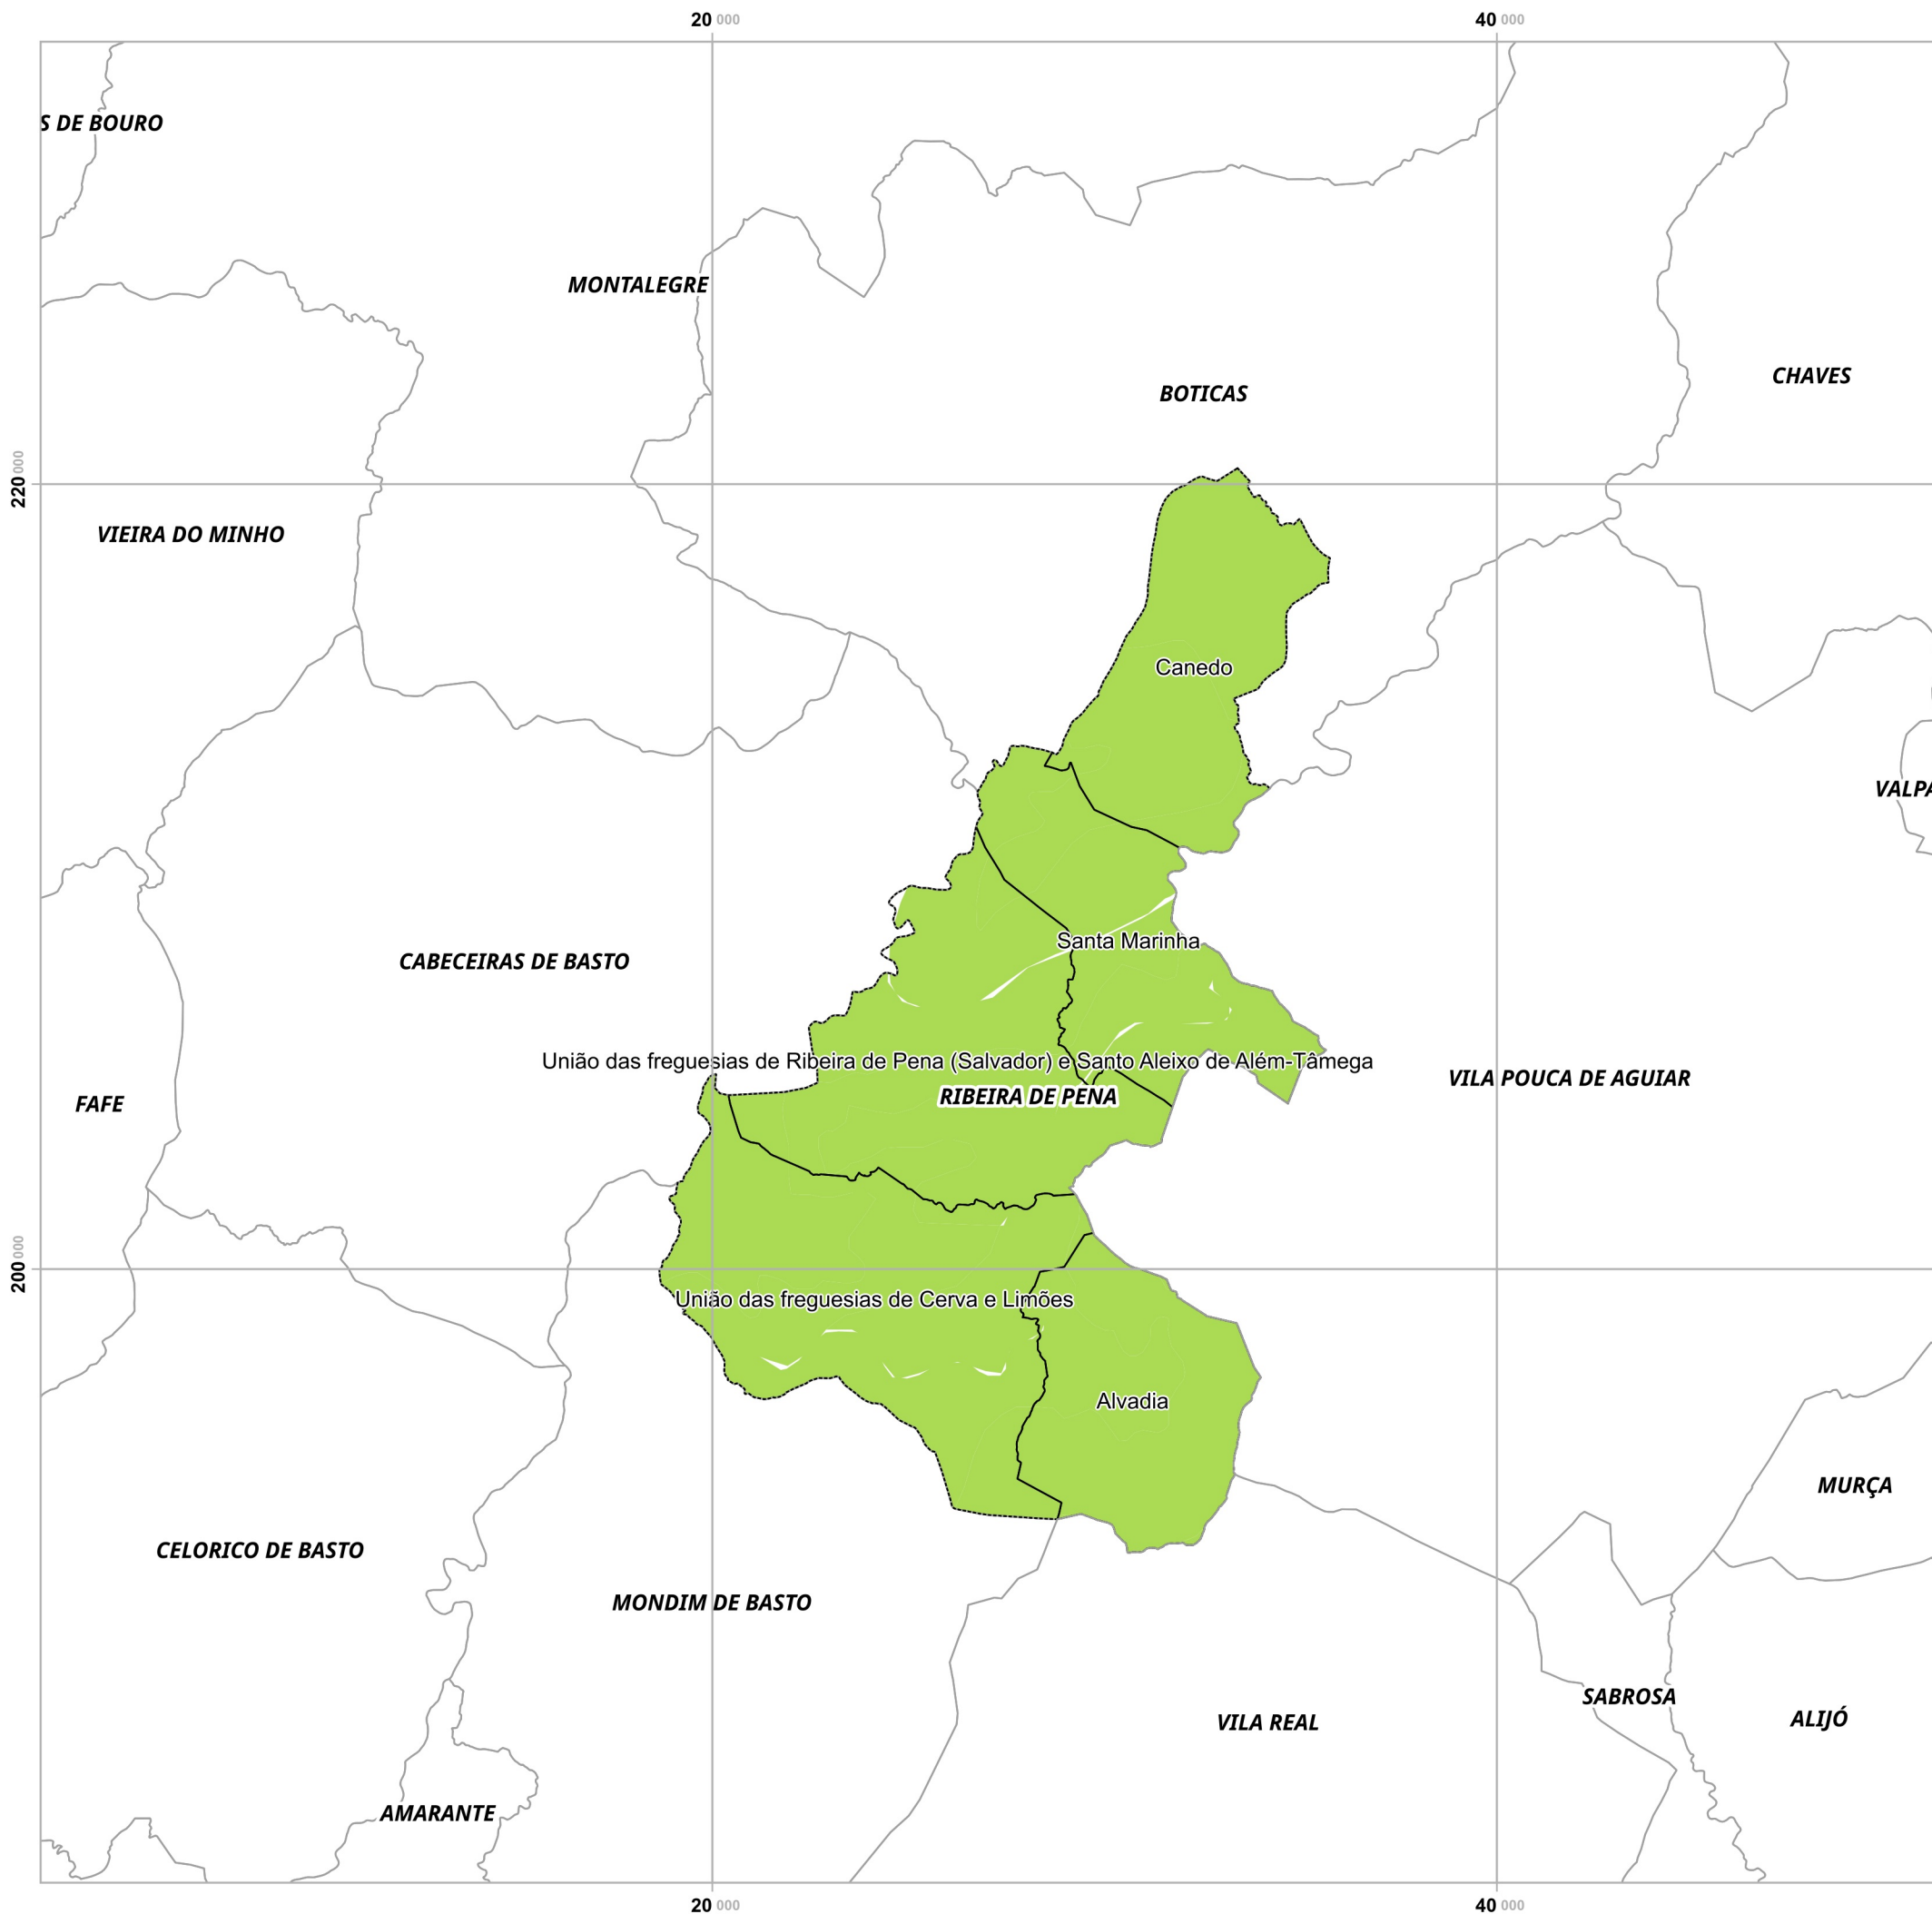 20 000
40 000
S DE BOURO
MONTALEGRE
CHAVES
BOTICAS
220 000
VIEIRA DO MINHO
Canedo
VALPA
Santa Marinha
CABECEIRAS DE BASTO
União das freguesias de Ribeira de Pena (Salvador) e Santo Aleixo de Além-Tâmega
VILA POUCA DE AGUIAR
RIBEIRA DE PENA
FAFE
200 000
União das freguesias de Cerva e Limões
Alvadia
MURÇA
CELORICO DE BASTO
MONDIM DE BASTO
SABROSA
ALIJÓ
VILA REAL
AMARANTE
20 000
40 000